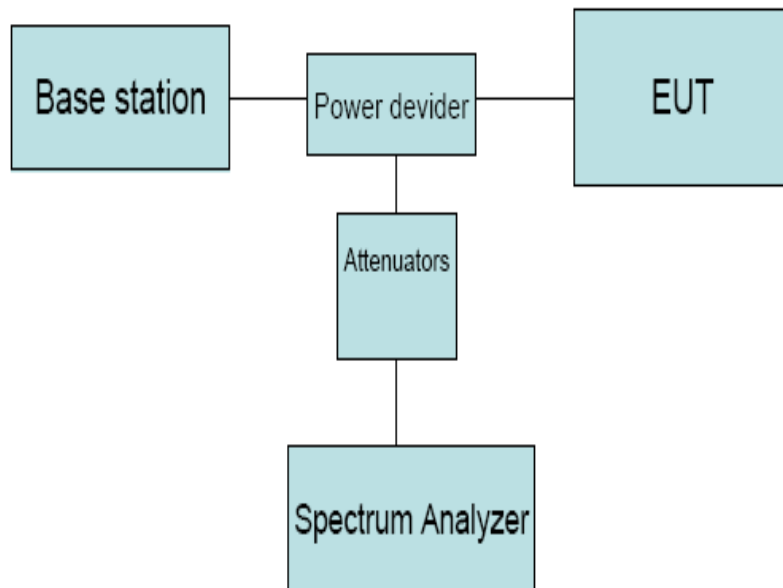 Base station
Power devider
EUT
Attenuators
Spectrum Analyzer